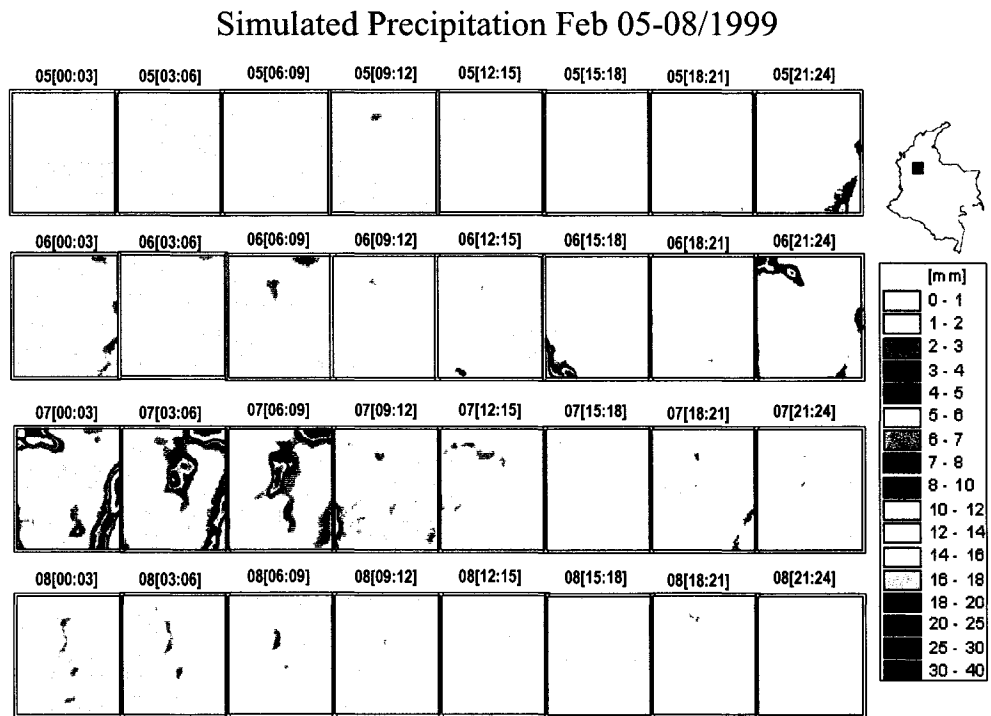 Simulated Precipitation Feb 05-08/1999
05[00:03] 05[03:06] 05[06:09] 05[09:12] 05[12:15] 05[15:18] 05[18:21] 05[21:24]
06[00:03] 06[03:06] 06[06:09] 06[09:12] 06[12:15] 06[15:18] 06[18:21] 06[21:24]
[mm]
0 - 1
1 - 2
2 - 3
3 - 4
4 - 5
5 - 6
6 - 7
7 - 8
8 - 10
10 - 12
12 - 14
14 - 16
16 - 18
18 - 20
20 - 25
25 - 30
30 - 40
07[00:03] 07[03:06] 07[06:09] 07[09:12] 07[12:15] 07[15:18] 07[18:21] 07[21:24]
08[00:03] 08[03:06] 08[06:09] 08[09:12] 08[12:15] 08[15:18] 08[18:21] 08[21:24]